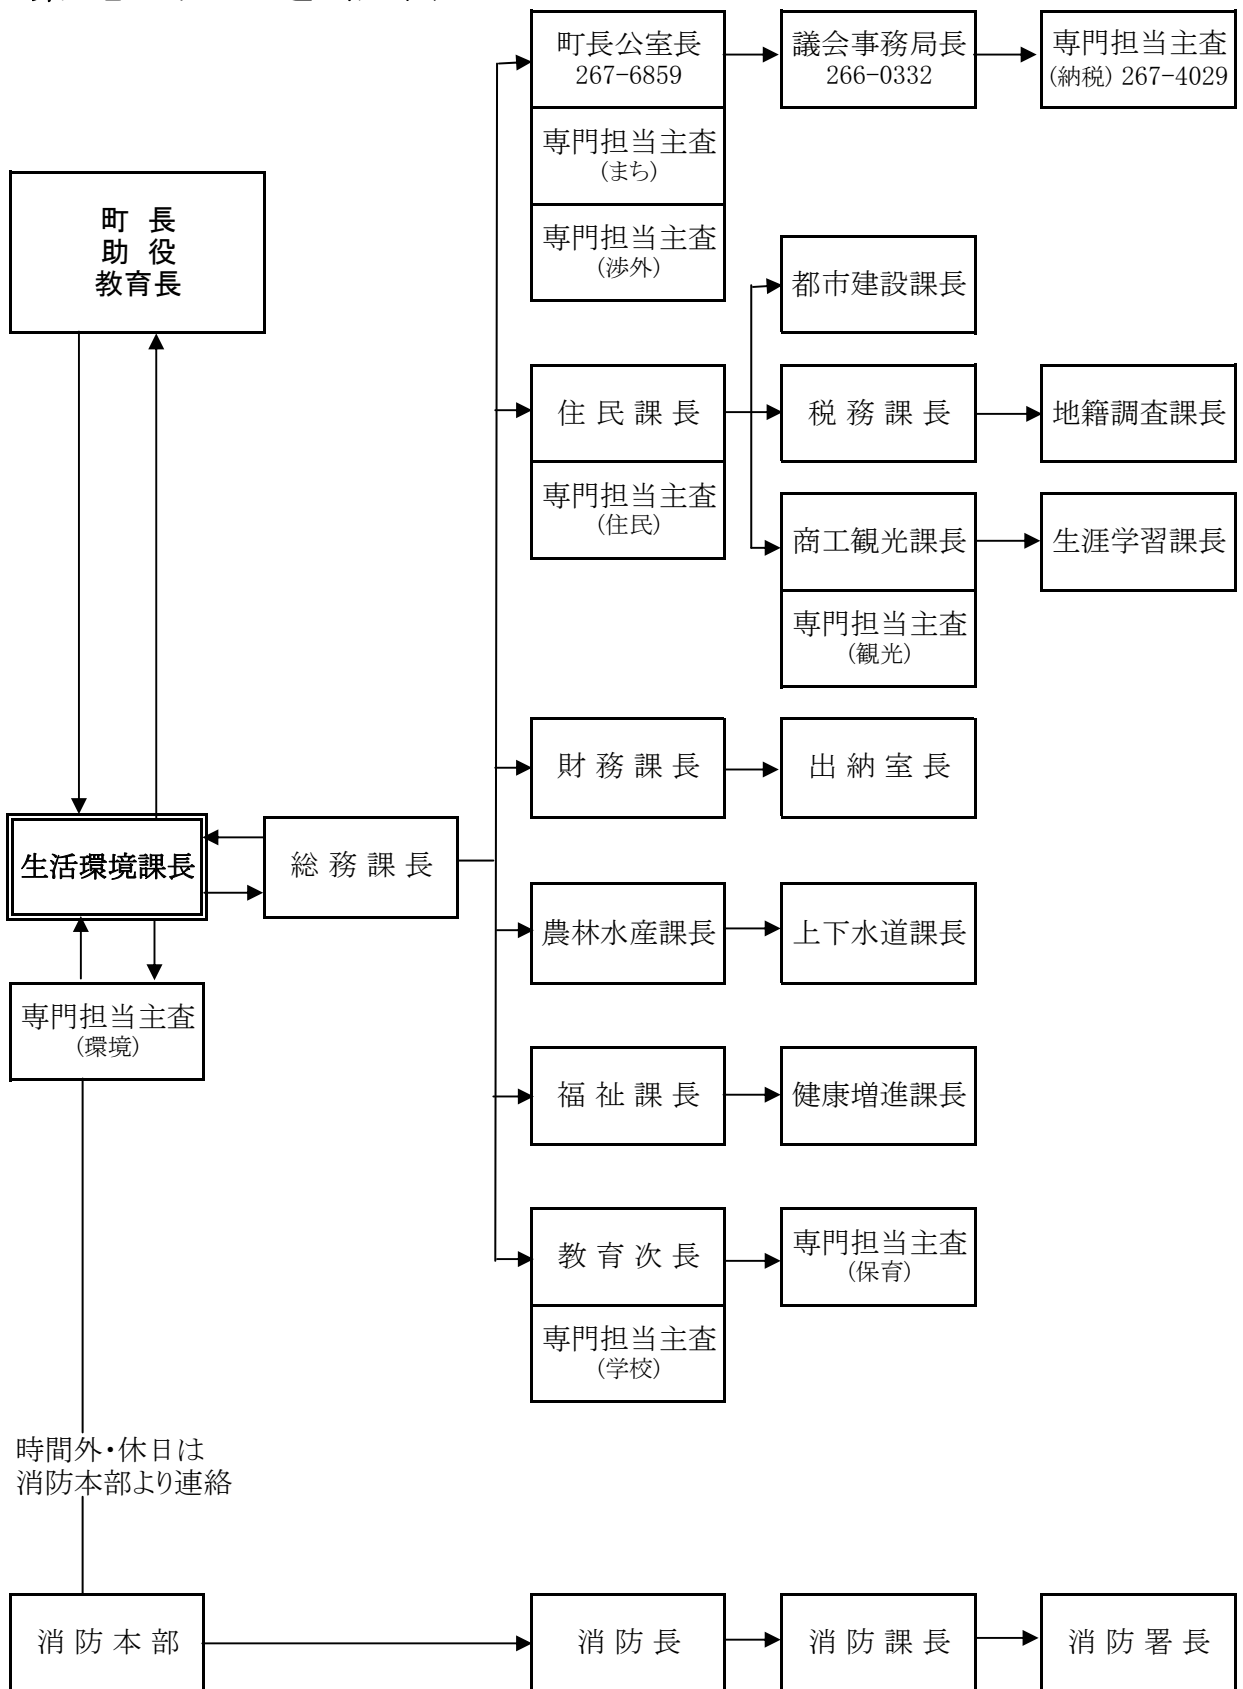 町長公室長
267-6859
議会事務局長
266-0332
専門担当主査
(納税) 267-4029
専門担当主査
(まち)
町 長
助 役
教育長
専門担当主査
(渉外)
都市建設課長
住 民 課 長
税 務 課 長
地籍調査課長
専門担当主査
(住民)
商工観光課長
生涯学習課長
専門担当主査
(観光)
財 務 課 長
出 納 室 長
生活環境課長
総 務 課 長
農林水産課長
上下水道課長
専門担当主査
(環境)
福 祉 課 長
健康増進課長
教 育 次 長
専門担当主査
(保育)
専門担当主査
(学校)
時間外・休日は
消防本部より連絡
消 防 本 部
消 防 長
消 防 課 長
消 防 署 長